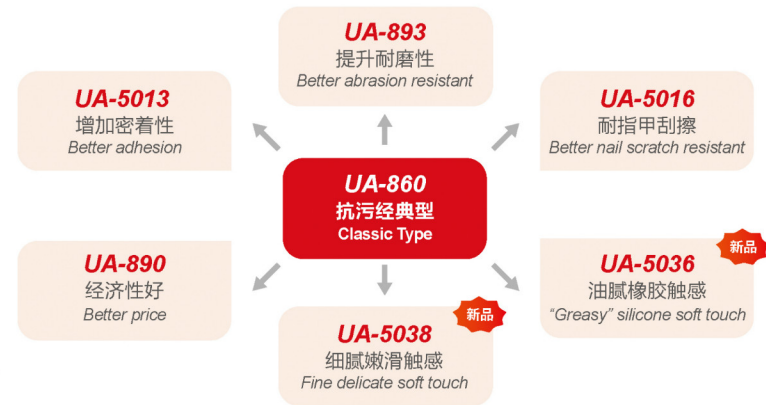 UA-893
提升耐磨性
Better abrasion resistant
UA-5013
增加密着性
Better adhesion
UA-5016
耐指甲刮擦
Better nail scratch resistant
UA-860
抗污经典型
Classic Type
UA-890
经济性好
Better price
新品
UA-5038
细腻嫩滑触感
Fine delicate soft touch
新品
UA-5036
油腻橡胶触感
“Greasy” silicone soft touch